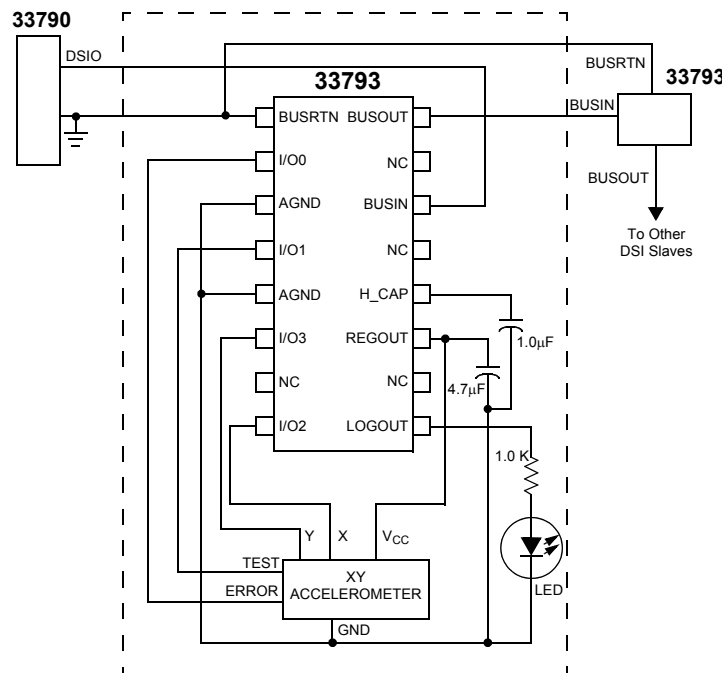 33790
DSIO
33793
BUSRTN
33793
BUSIN
BUSOUT
To Other
DSI Slaves
BUSRTN BUSOUT
I/O0 NC
AGND BUSIN
I/O1 NC
AGND H_CAP
I/O3 REGOUT
NC NC
I/O2 LOGOUT
1.0µF
4.7µF
1.0 K
LED
Y X VCC
TEST
ERROR
XY
ACCELEROMETER
GND